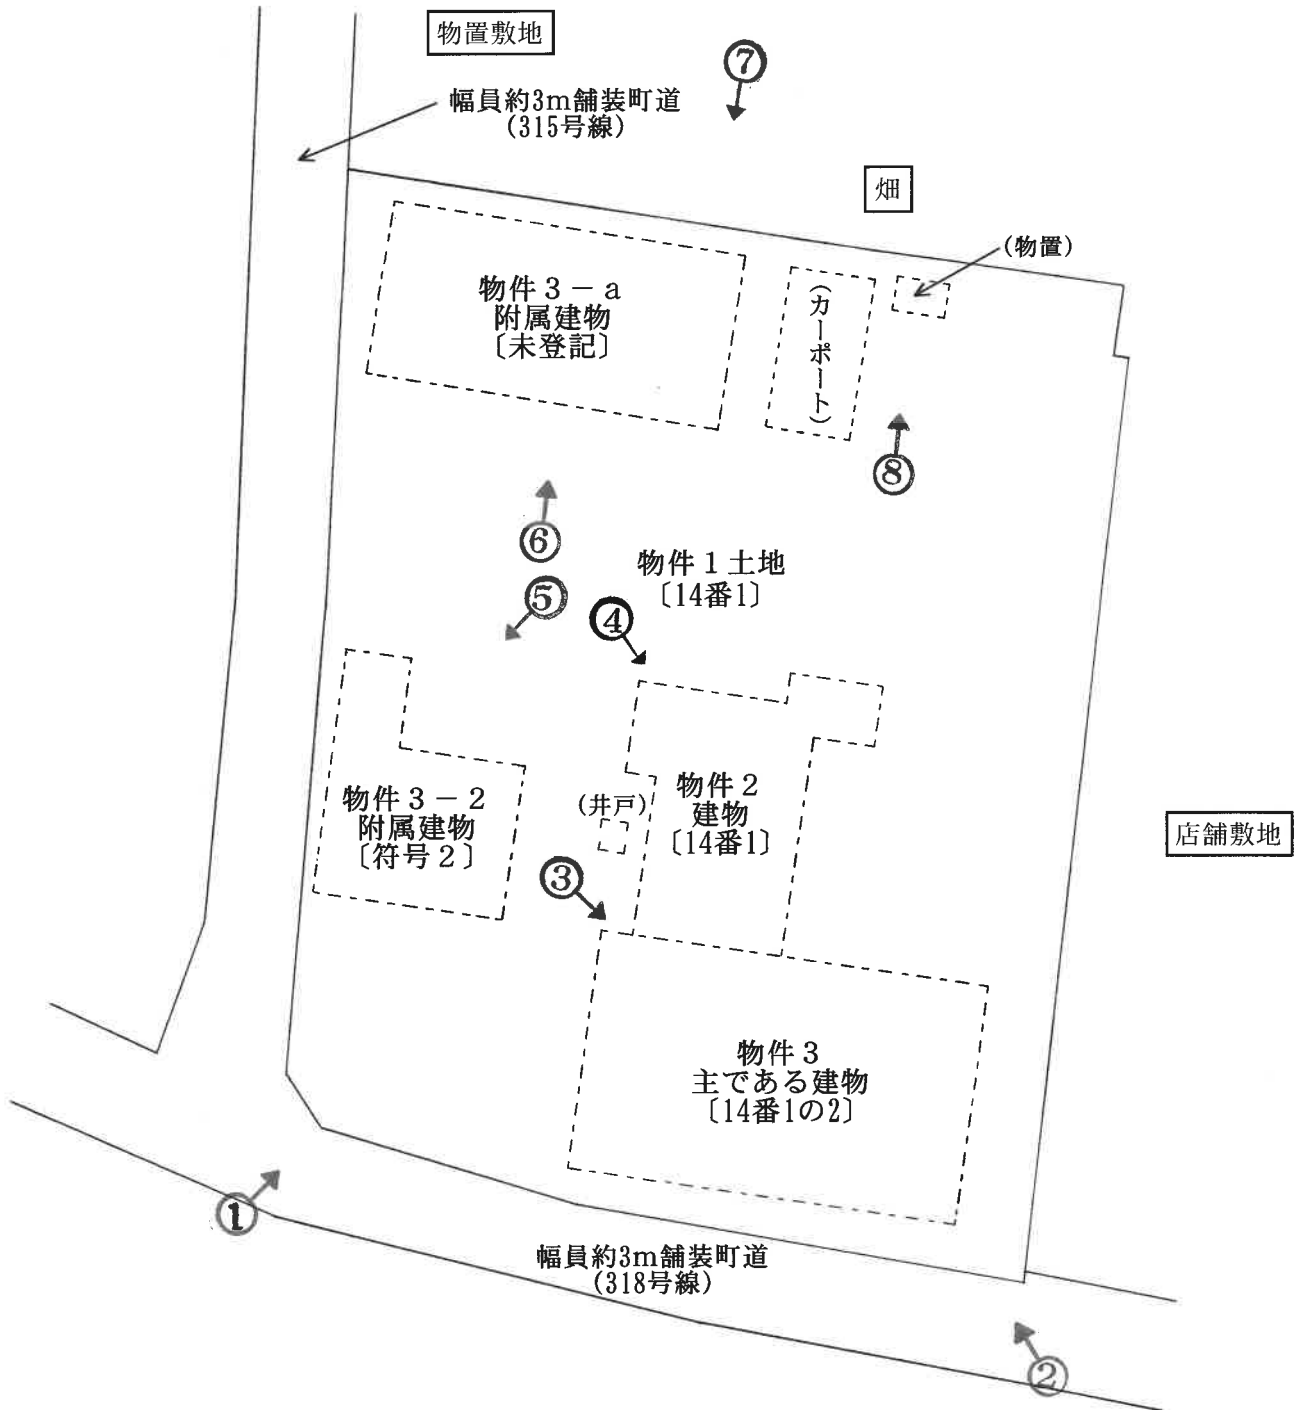 物置敷地
⑦
幅員約3m舗装町道
(315号線)
畑
(物置)
物件３－a
附属建物
〔未登記〕
(カーポート)
⑧
⑥
物件１土地
〔14番1〕
⑤
④
物件３－２
附属建物
〔符号２〕
(井戸)
物件２
建物
〔14番1〕
店舗敷地
③
物件３
主である建物
〔14番1の2〕
①
幅員約3m舗装町道
(318号線)
②